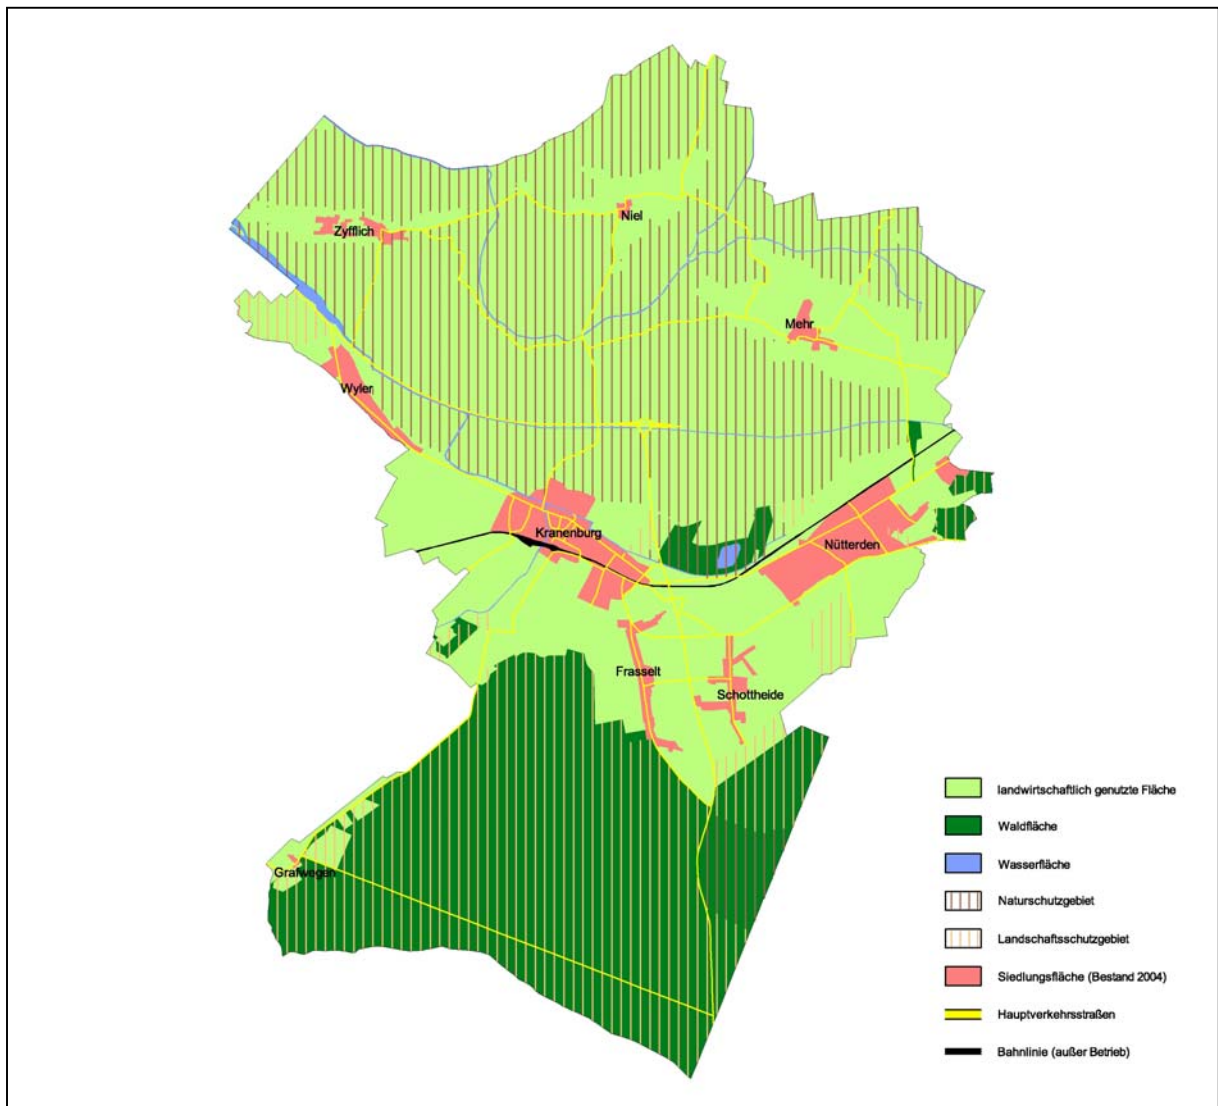 Niel
Zyfflich
Mehr
Wyler
Kranenburg
Nütterden
Frasselt
Schottheide
Grafwegen
landwirtschaftlich genutzte Fläche
Waldfläche
Wasserfläche
Naturschutzgebiet
Landschaftsschutzgebiet
Siedlungsfläche (Bestand 2004)
Hauptverkehrsstraßen
Bahnlinie (außer Betrieb)